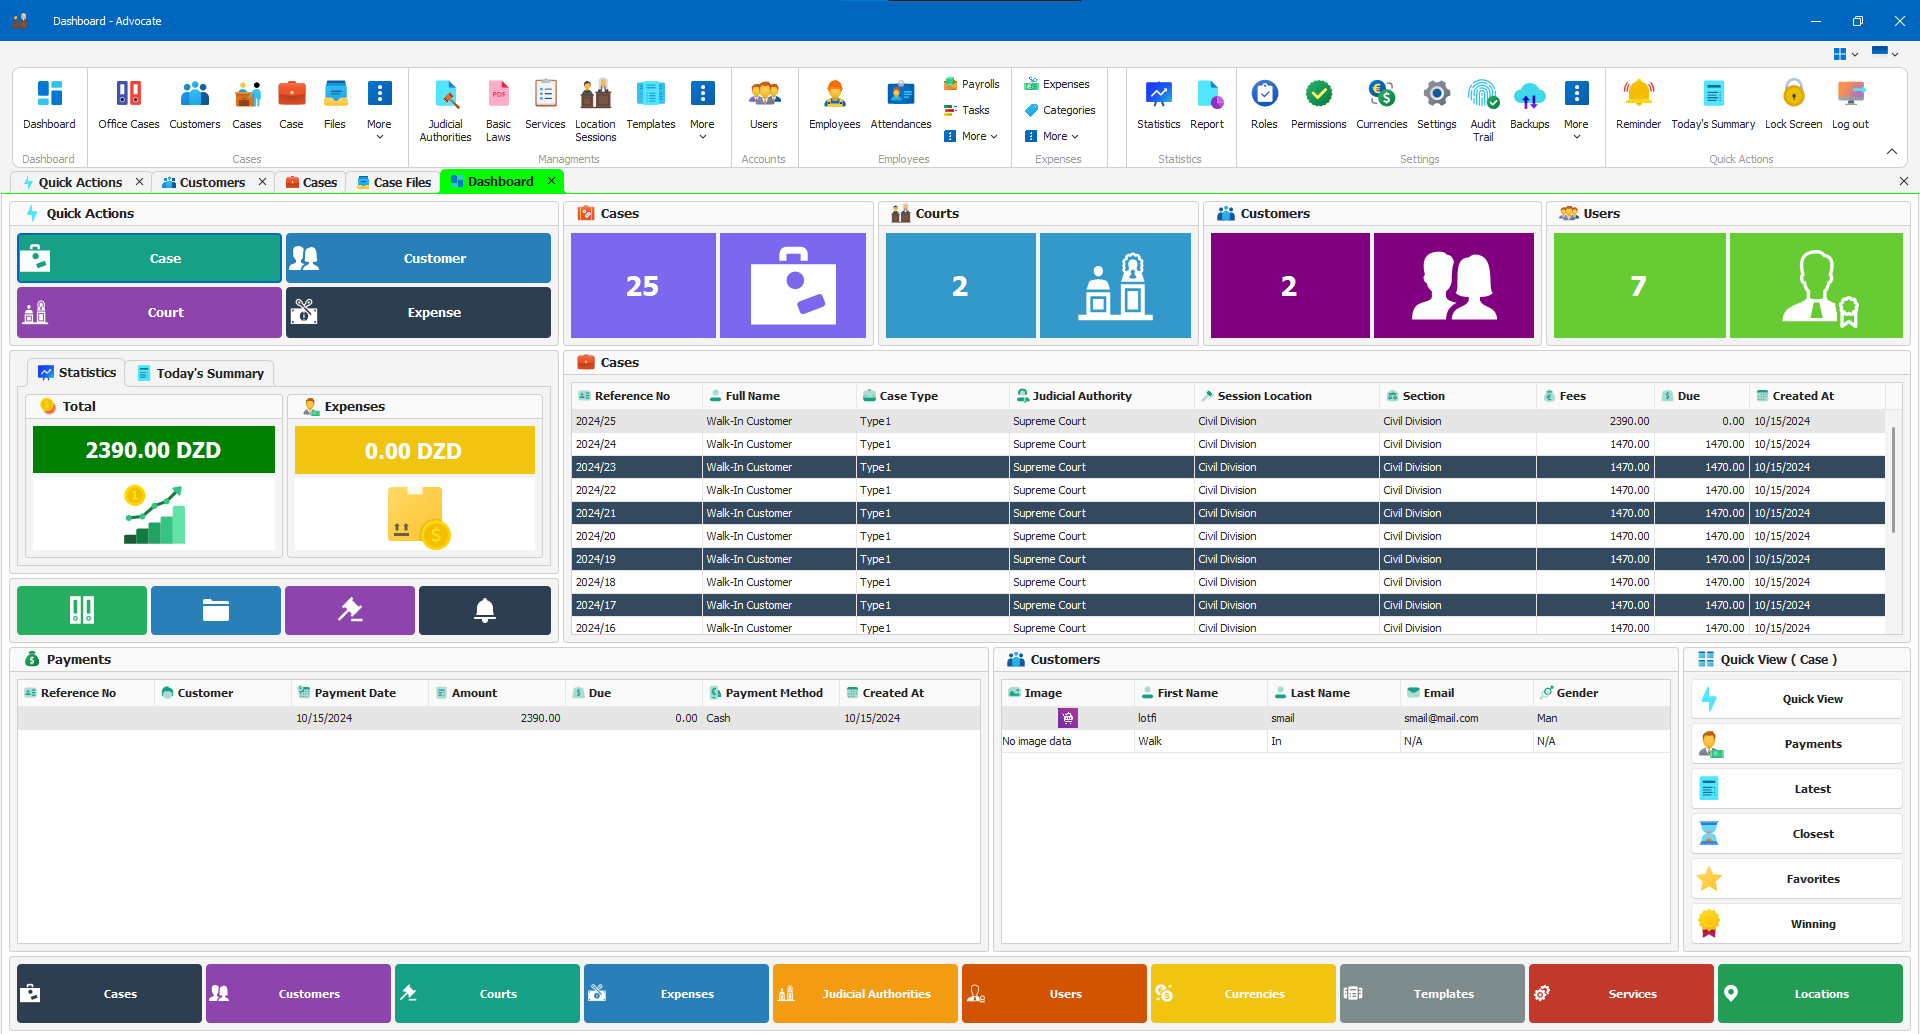 Dashboard - Advocate
Dashboard
Office Cases
Customers
Cases
Case
Files
More
Judicial Authorities
Basic Laws
Services
Location Sessions
Templates
More
Users
Employees
Attendances
Payrolls
Tasks
More
Expenses
Categories
More
Statistics
Report
Roles
Permissions
Currencies
Settings
Audit Trail
Backups
More
Reminder
Today's Summary
Lock Screen
Log out
Dashboard
Cases
Managments
Accounts
Employees
Expenses
Statistics
Settings
Quick Actions
Quick Actions
Customers
Cases
Case Files
Dashboard
Quick Actions
Case
Customer
Court
Expense
Cases
25
Courts
2
Customers
2
Users
7
Statistics
Today's Summary
Total
2390.00 DZD
Expenses
0.00 DZD
Cases
Reference No Full Name Case Type Judicial Authority Session Location Section Fees Due Created At
2024/25 Walk-In Customer Type1 Supreme Court Civil Division Civil Division 2390.00 0.00 10/15/2024
2024/24 Walk-In Customer Type1 Supreme Court Civil Division Civil Division 1470.00 1470.00 10/15/2024
2024/23 Walk-In Customer Type1 Supreme Court Civil Division Civil Division 1470.00 1470.00 10/15/2024
2024/22 Walk-In Customer Type1 Supreme Court Civil Division Civil Division 1470.00 1470.00 10/15/2024
2024/21 Walk-In Customer Type1 Supreme Court Civil Division Civil Division 1470.00 1470.00 10/15/2024
2024/20 Walk-In Customer Type1 Supreme Court Civil Division Civil Division 1470.00 1470.00 10/15/2024
2024/19 Walk-In Customer Type1 Supreme Court Civil Division Civil Division 1470.00 1470.00 10/15/2024
2024/18 Walk-In Customer Type1 Supreme Court Civil Division Civil Division 1470.00 1470.00 10/15/2024
2024/17 Walk-In Customer Type1 Supreme Court Civil Division Civil Division 1470.00 1470.00 10/15/2024
2024/16 Walk-In Customer Type1 Supreme Court Civil Division Civil Division 1470.00 1470.00 10/15/2024
Payments
Reference No Customer Payment Date Amount Due Payment Method Created At
10/15/2024 2390.00 0.00 Cash 10/15/2024
Customers
Image First Name Last Name Email Gender
lotfi smail smail@mail.com Man
No image data Walk In N/A N/A
Quick View ( Case )
Quick View
Payments
Latest
Closest
Favorites
Winning
Cases
Customers
Courts
Expenses
Judicial Authorities
Users
Currencies
Templates
Services
Locations